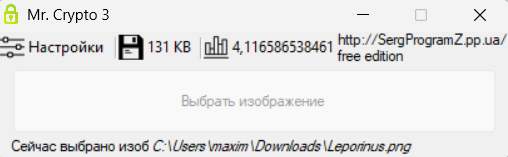 Mr. Crypto 3
Настройки 131 KB 4,116586538461 http://SergProgramZ.pp.ua/
free edition
Выбрать изображение
Сейчас выбрано изоб C:\Users\maxim\Downloads\Leporinus.png